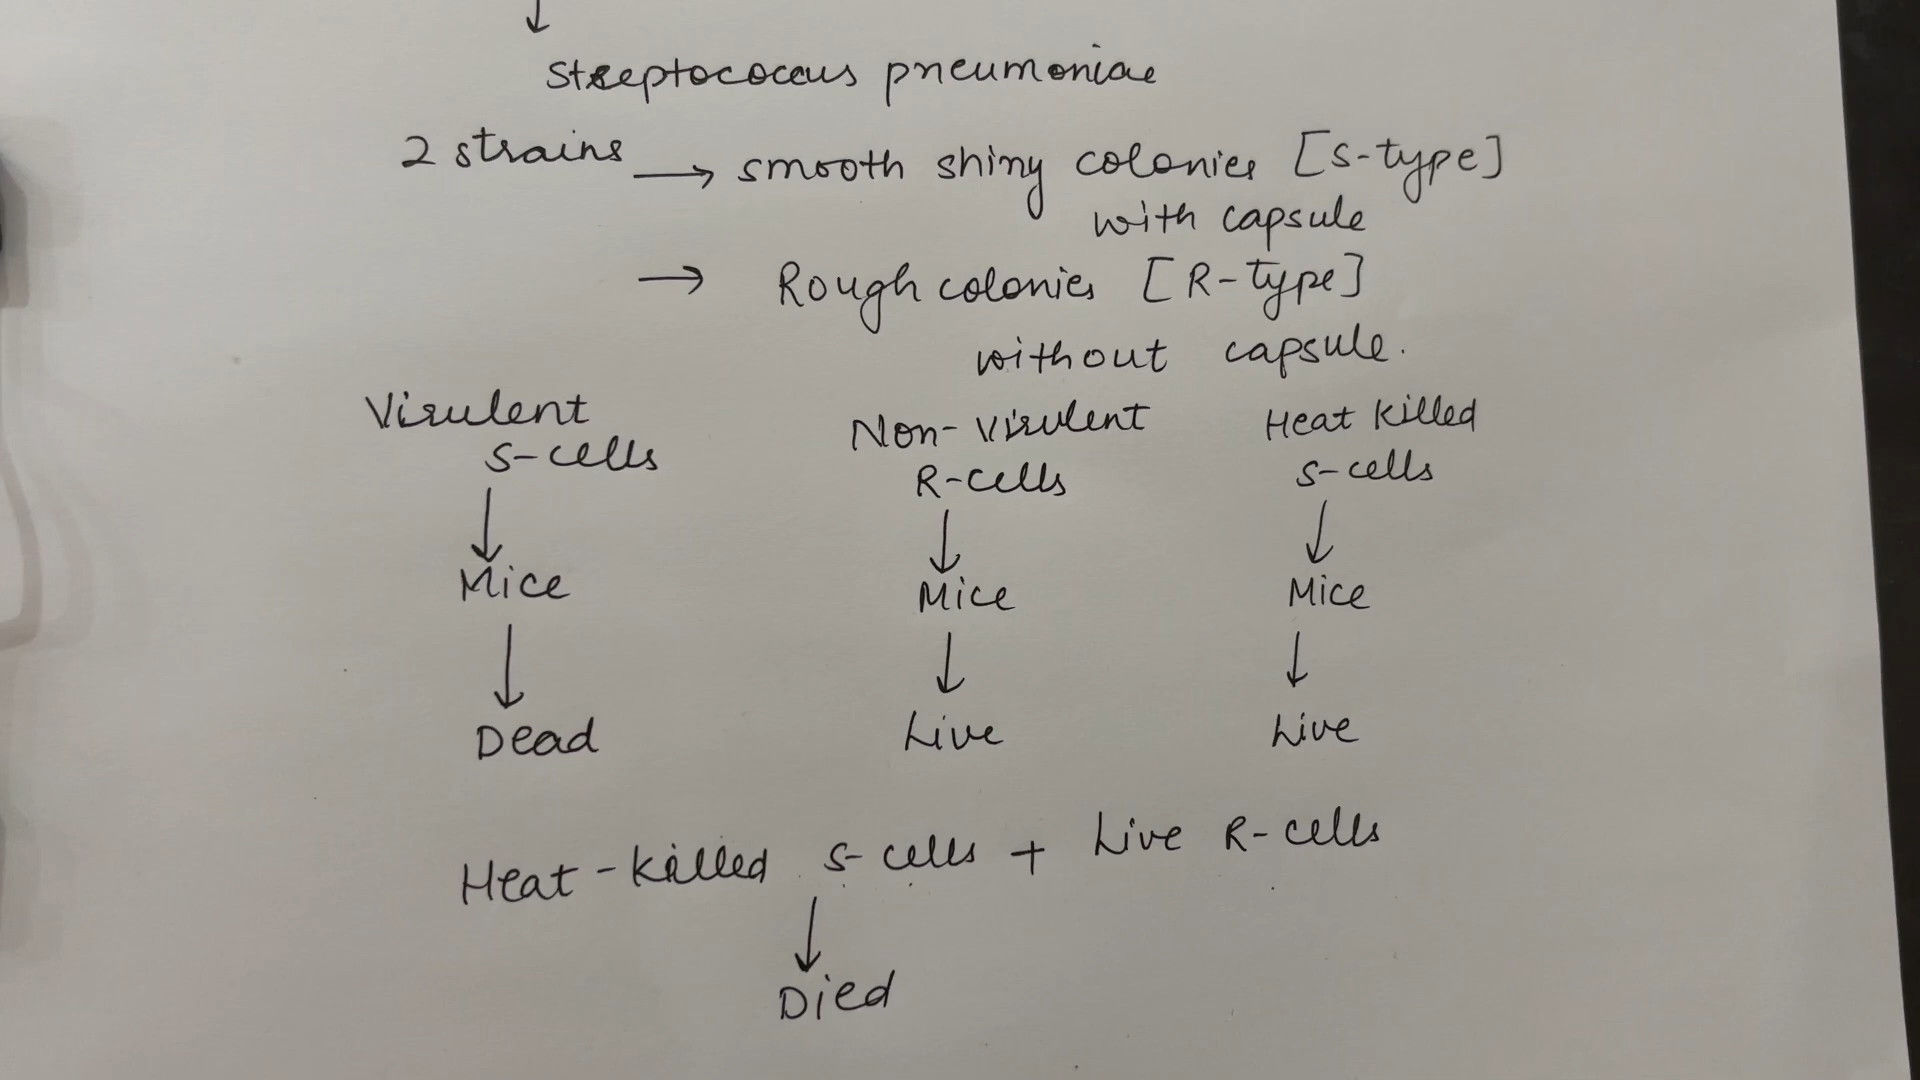 ↓
Streptococcus pneumoniae
2 strains → smooth shiny colonies [S-type]
with capsule
→ Rough colonies [R-type]
without capsule.
Virulent S-cells
↓
Mice
↓
Dead
Non-virulent R-cells
↓
Mice
↓
Live
Heat killed S-cells
↓
Mice
↓
Live
Heat-killed S-cells + Live R-cells
↓
Died